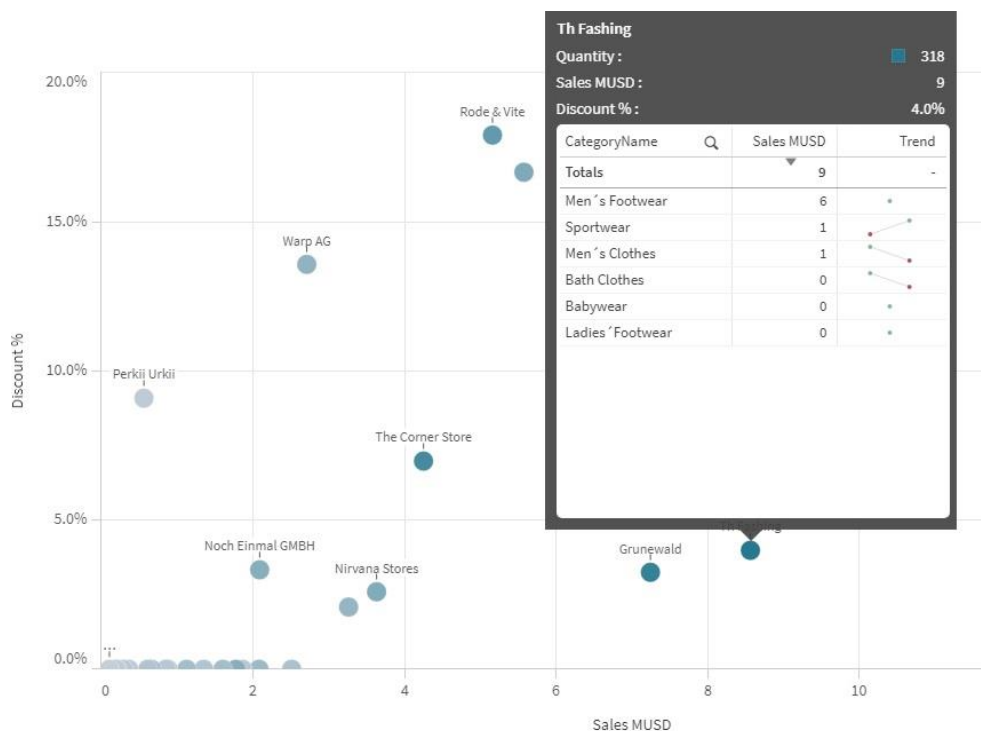 Th Fashing
Quantity : 318
Sales MUSD : 9
Discount % : 4.0%
CategoryName Sales MUSD Trend
Totals 9 -
Men´s Footwear 6
Sportwear 1
Men´s Clothes 1
Bath Clothes 0
Babywear 0
Ladies´Footwear 0
20.0%
Rode & Vite
15.0%
Warp AG
Discount %
10.0%
Perkii Urkii
The Corner Store
5.0%
Th Fashing
Noch Einmal GMBH
Grunewald
Nirvana Stores
...
0.0%
0 2 4 6 8 10
Sales MUSD